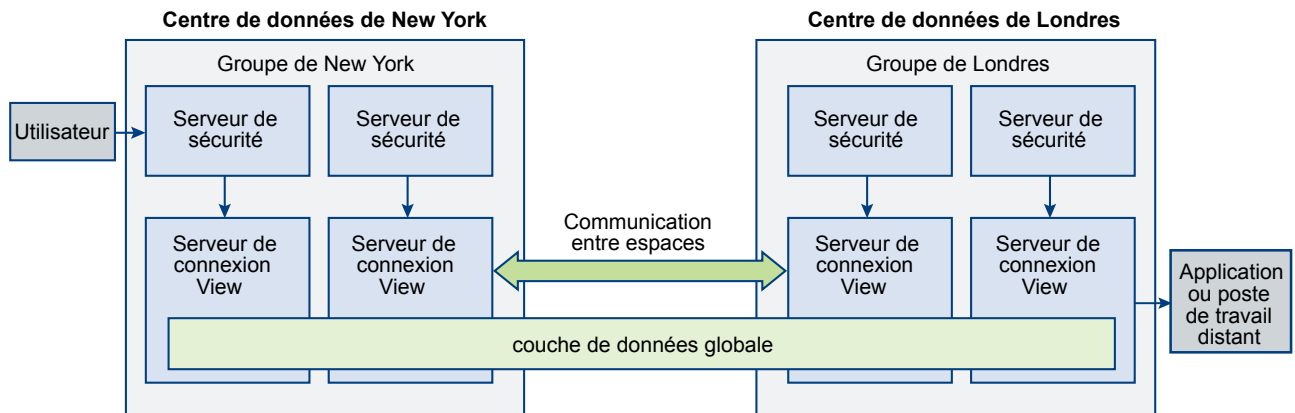 Centre de données de New York
Groupe de New York
Utilisateur
Serveur de
sécurité
Serveur de
sécurité
Serveur de
connexion
View
Serveur de
connexion
View
Communication
entre espaces
Centre de données de Londres
Groupe de Londres
Serveur de
sécurité
Serveur de
sécurité
Serveur de
connexion
View
Serveur de
connexion
View
Application
ou poste
de travail
distant
couche de données globale